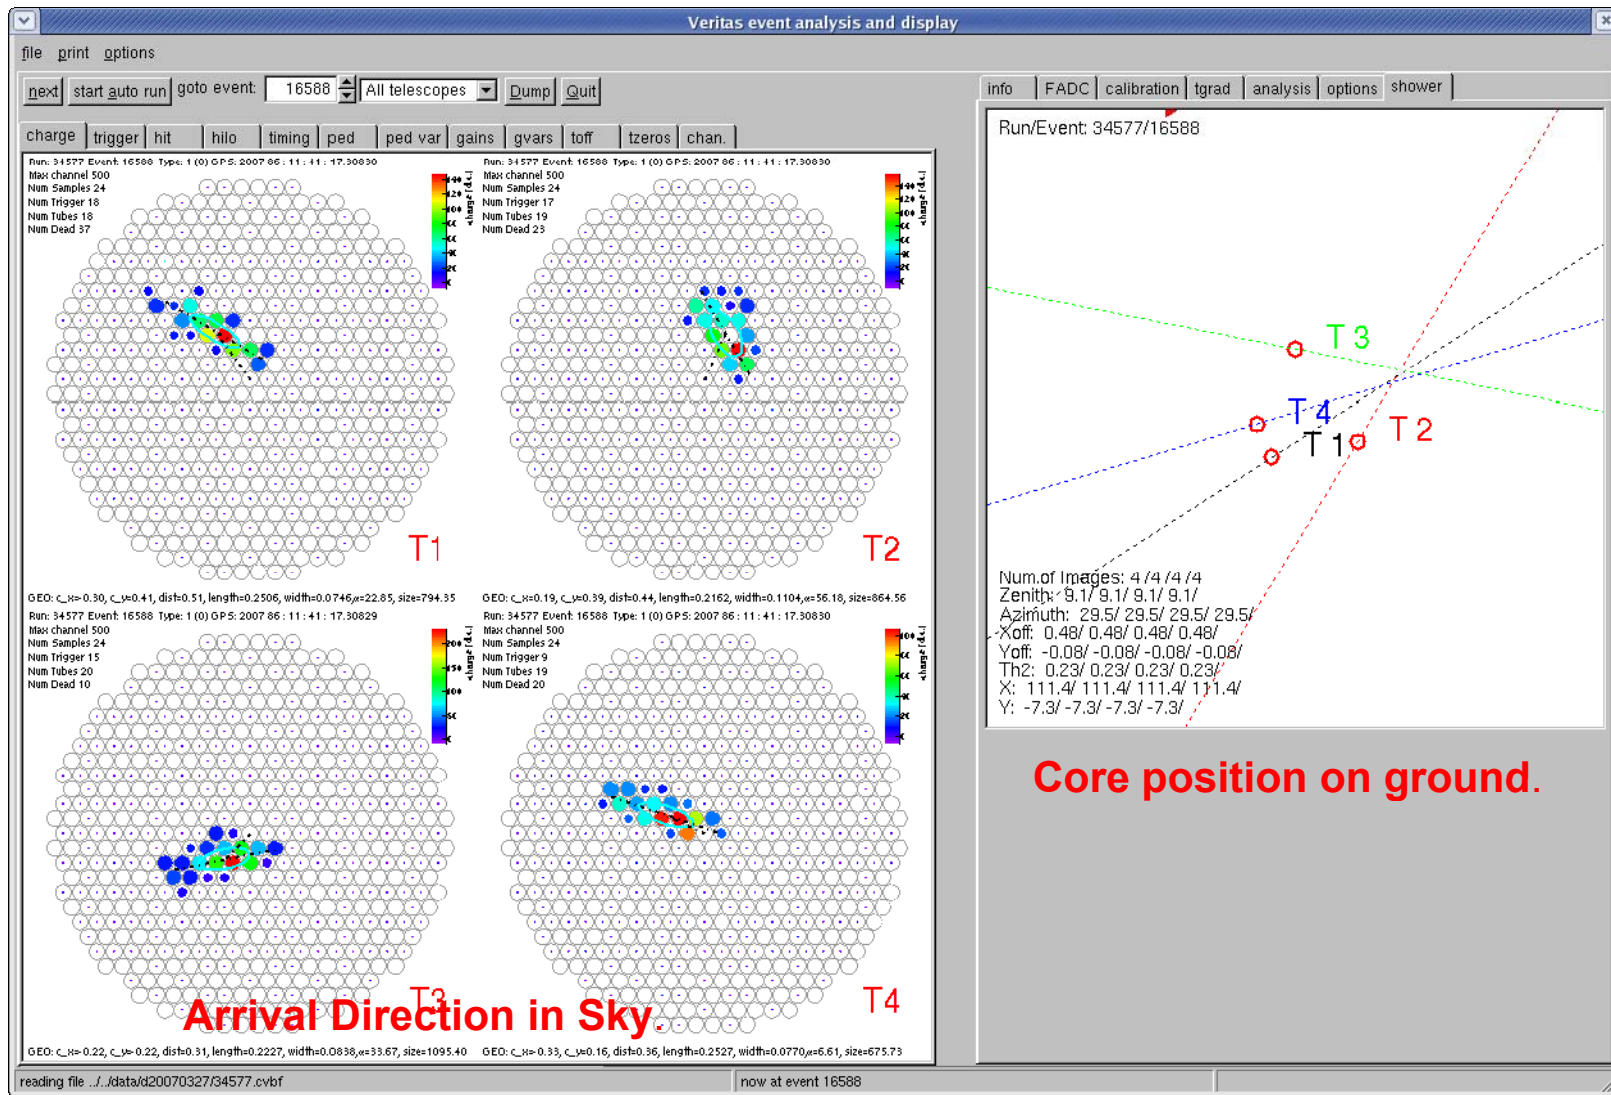 Veritas event analysis and display
file print options
next start auto run goto event: 16588 All telescopes Dump Quit
charge trigger hit hilo timing ped ped var gains gvars toff tzeros chan.
info FADC calibration tgrad analysis options shower
Run: 34577 Event: 16588 Type: 1 (0) GPS: 2007 86 : 11 : 41 : 17.30830
Max channel 500
Num Samples 24
Num Trigger 18
Num Tubes 18
Num Dead 37
T1
GEO: c_x=-0.30, c_y=0.41, dist=0.51, length=0.2506, width=0.0746, α=22.85, size=794.35
Run: 34577 Event: 16588 Type: 1 (0) GPS: 2007 86 : 11 : 41 : 17.30830
Max channel 500
Num Samples 24
Num Trigger 17
Num Tubes 19
Num Dead 23
T2
GEO: c_x=0.19, c_y=0.39, dist=0.44, length=0.2162, width=0.1104, α=56.18, size=864.56
Run: 34577 Event: 16588 Type: 1 (0) GPS: 2007 86 : 11 : 41 : 17.30829
Max channel 500
Num Samples 24
Num Trigger 15
Num Tubes 20
Num Dead 10
T3
GEO: c_x=-0.22, c_y=-0.22, dist=0.31, length=0.2227, width=0.0838, α=33.67, size=1095.40
Run: 34577 Event: 16588 Type: 1 (0) GPS: 2007 86 : 11 : 41 : 17.30830
Max channel 500
Num Samples 24
Num Trigger 9
Num Tubes 19
Num Dead 20
T4
GEO: c_x=-0.33, c_y=0.16, dist=0.36, length=0.2527, width=0.0770, α=6.61, size=675.73
Arrival Direction in Sky.
Run/Event: 34577/16588
T 3
T 4
T 1
T 2
Num.of Images: 4 /4 /4 /4
Zenith: 9.1/ 9.1/ 9.1/ 9.1/
Azimuth: 29.5/ 29.5/ 29.5/ 29.5/
Xoff: 0.48/ 0.48/ 0.48/ 0.48/
Yoff: -0.08/ -0.08/ -0.08/ -0.08/
Th2: 0.23/ 0.23/ 0.23/ 0.23/
X: 111.4/ 111.4/ 111.4/ 111.4/
Y: -7.3/ -7.3/ -7.3/ -7.3/
Core position on ground.
reading file ../../data/d20070327/34577.cvbf
now at event 16588